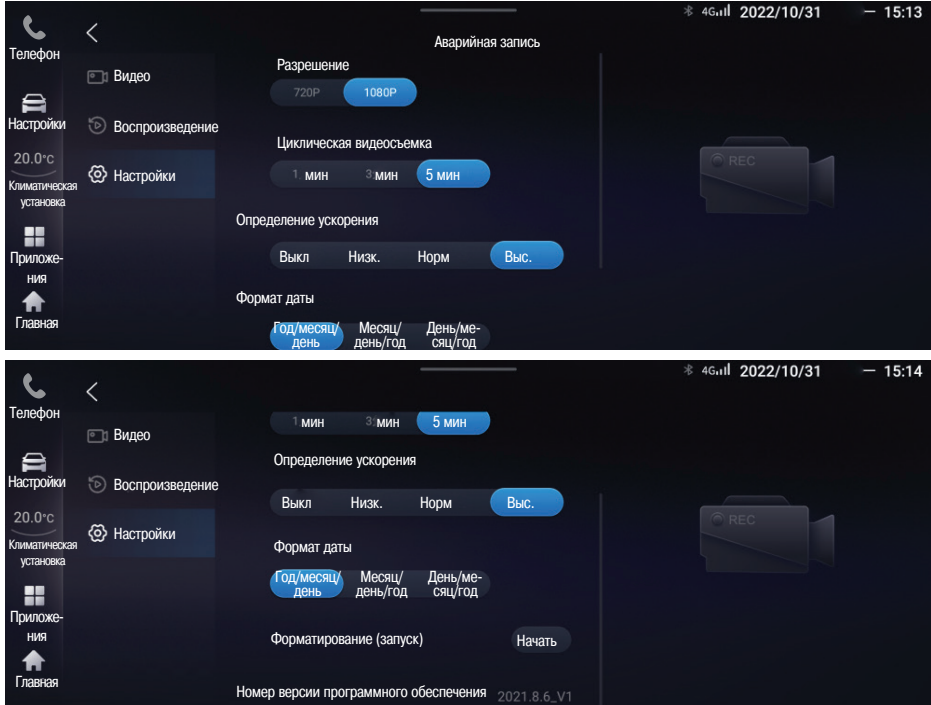 4G 2022/10/31 — 15:13
Телефон
Аварийная запись
Разрешение
Видео
720P 1080P
Настройки
Воспроизведение
Циклическая видеосъемка
20.0°C
1 мин 3 мин 5 мин
Настройки
Климатическая
установка
REC
Определение ускорения
Выкл Низк. Норм Выс.
Приложе-
ния
Формат даты
Главная
Год/месяц/
день
Месяц/
день/год
День/ме-
сяц/год
4G 2022/10/31 — 15:14
Телефон
1 мин 3 мин 5 мин
Видео
Определение ускорения
Настройки
Воспроизведение
Выкл Низк. Норм Выс.
20.0°C
Настройки
Климатическая
установка
REC
Формат даты
Год/месяц/
день
Месяц/
день/год
День/ме-
сяц/год
Приложе-
ния
Форматирование (запуск) Начать
Главная
Номер версии программного обеспечения 2021.8.6_V1